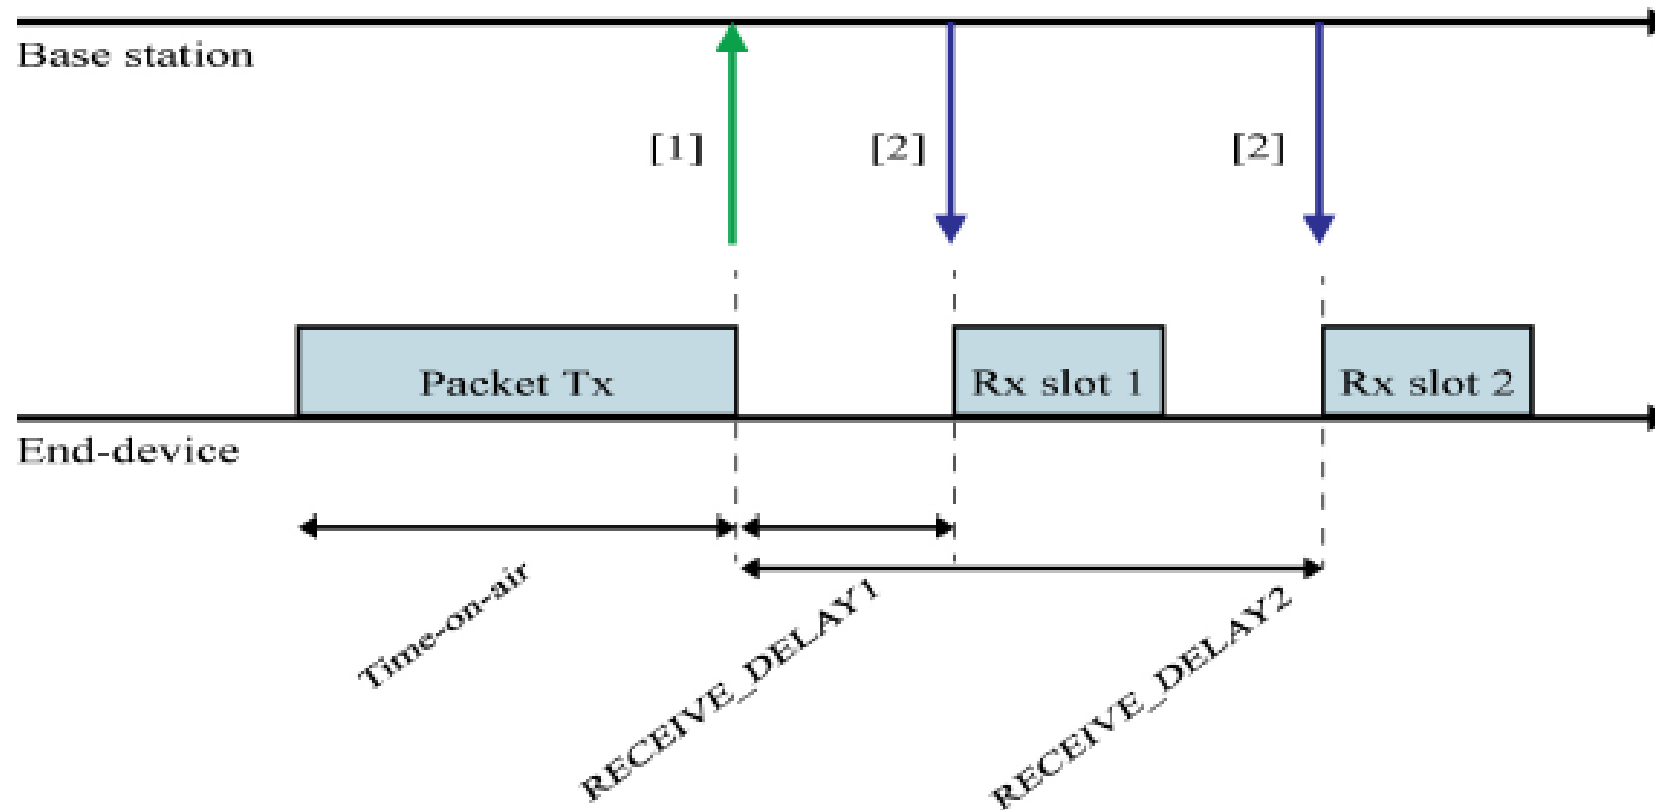 Base station
[1]
[2]
[2]
Packet Tx
Rx slot 1
Rx slot 2
End-device
Time-on-air
RECEIVE_DELAY1
RECEIVE_DELAY2